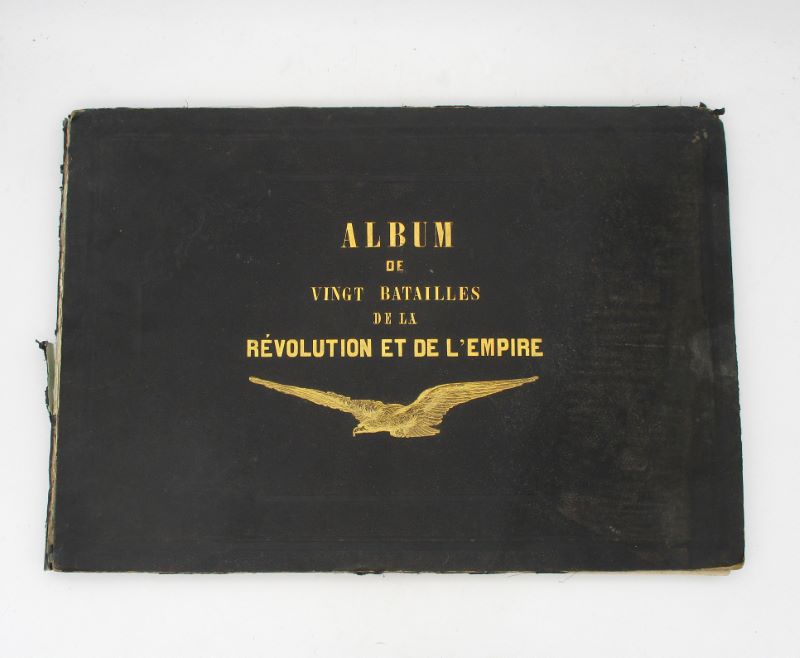 ALBUM
DE
VINGT BATAILLES
DE LA
RÉVOLUTION ET DE L'EMPIRE